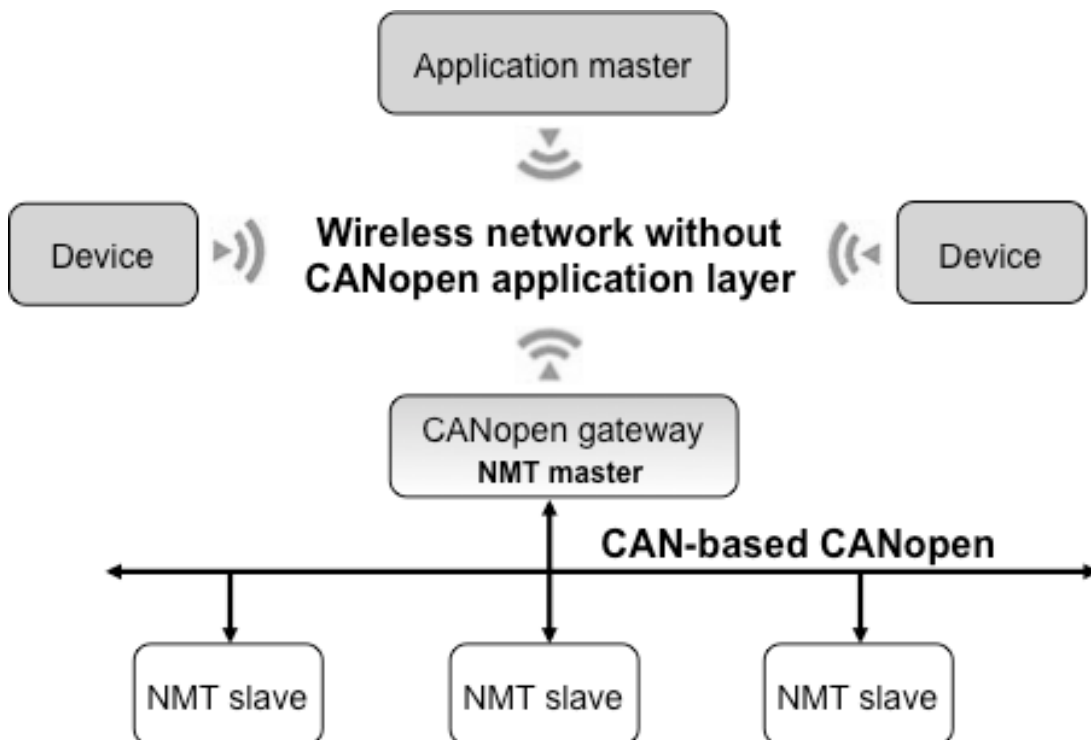 Application master
Device
Wireless network without
CANopen application layer
Device
CANopen gateway
NMT master
CAN-based CANopen
NMT slave
NMT slave
NMT slave